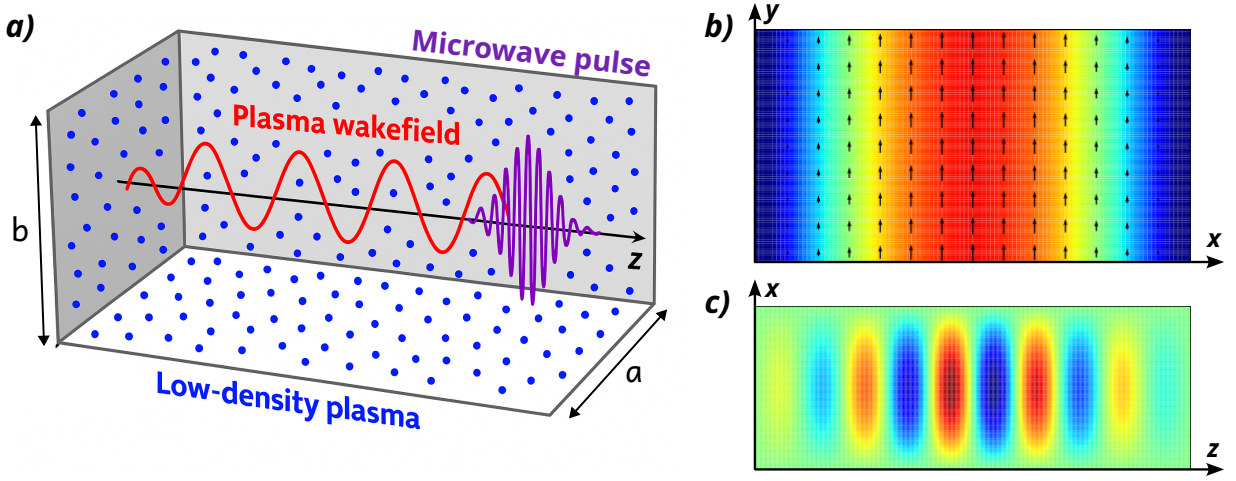 a)
Microwave pulse
Plasma wakefield
b
z
a
Low-density plasma
b)
y
x
c)
x
z